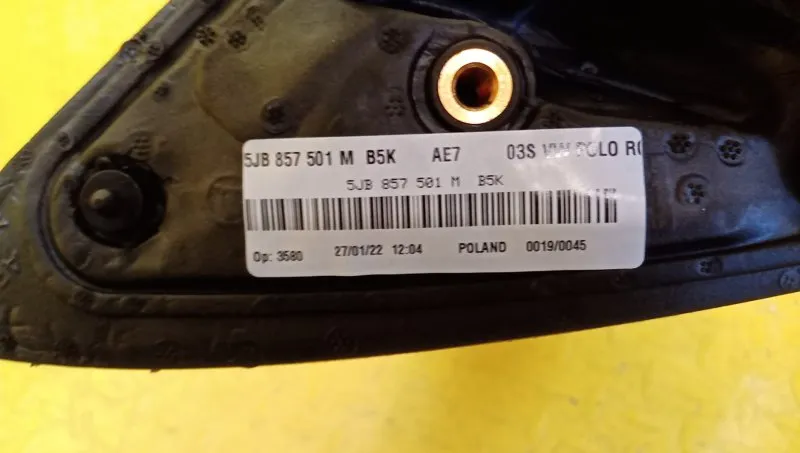 5JB 857 501 M B5K AE7 03S VW POLO
5JB 857 501 M B5K
Op: 3580 27/01/22 12:04 POLAND 0019/0045